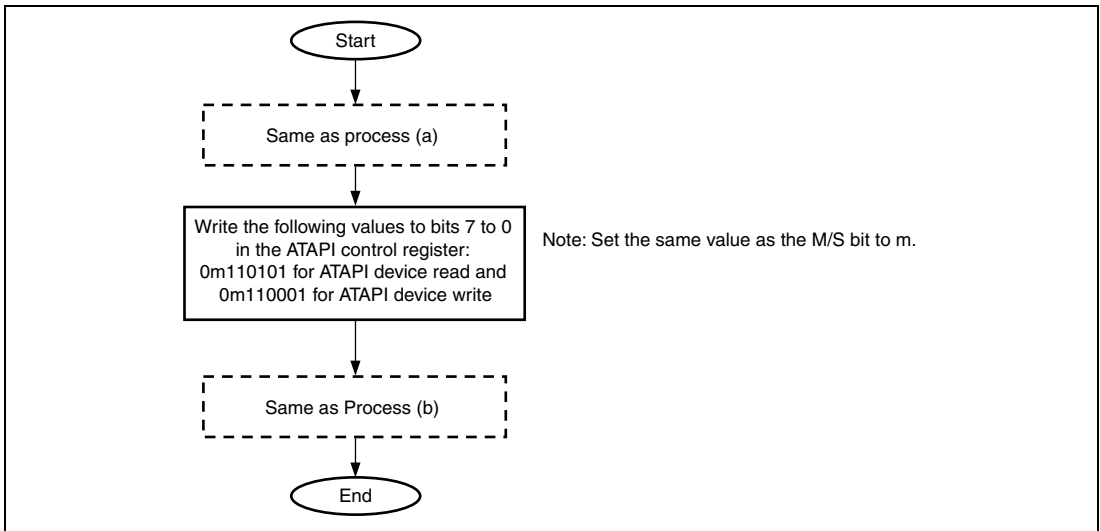 Start
Same as process (a)
Write the following values to bits 7 to 0
in the ATAPI control register:
0m110101 for ATAPI device read and
0m110001 for ATAPI device write
Note: Set the same value as the M/S bit to m.
Same as Process (b)
End